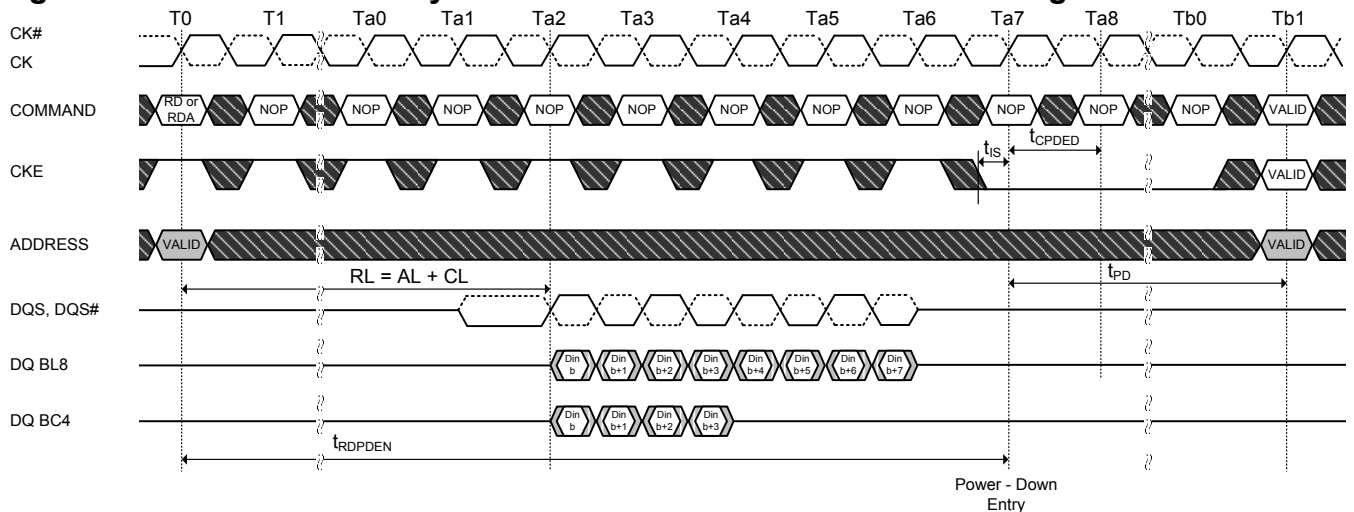 T0 T1 Ta0 Ta1 Ta2 Ta3 Ta4 Ta5 Ta6 Ta7 Ta8 Tb0 Tb1
CK#
CK
COMMAND RD or RDA NOP NOP NOP NOP NOP NOP NOP NOP NOP NOP NOP VALID
tIS tCPDED
CKE VALID
ADDRESS VALID VALID
RL = AL + CL tPD
DQS, DQS#
DQ BL8 Din b Din b+1 Din b+2 Din b+3 Din b+4 Din b+5 Din b+6 Din b+7
DQ BC4 Din b Din b+1 Din b+2 Din b+3
tRDPDEN
Power - Down
Entry